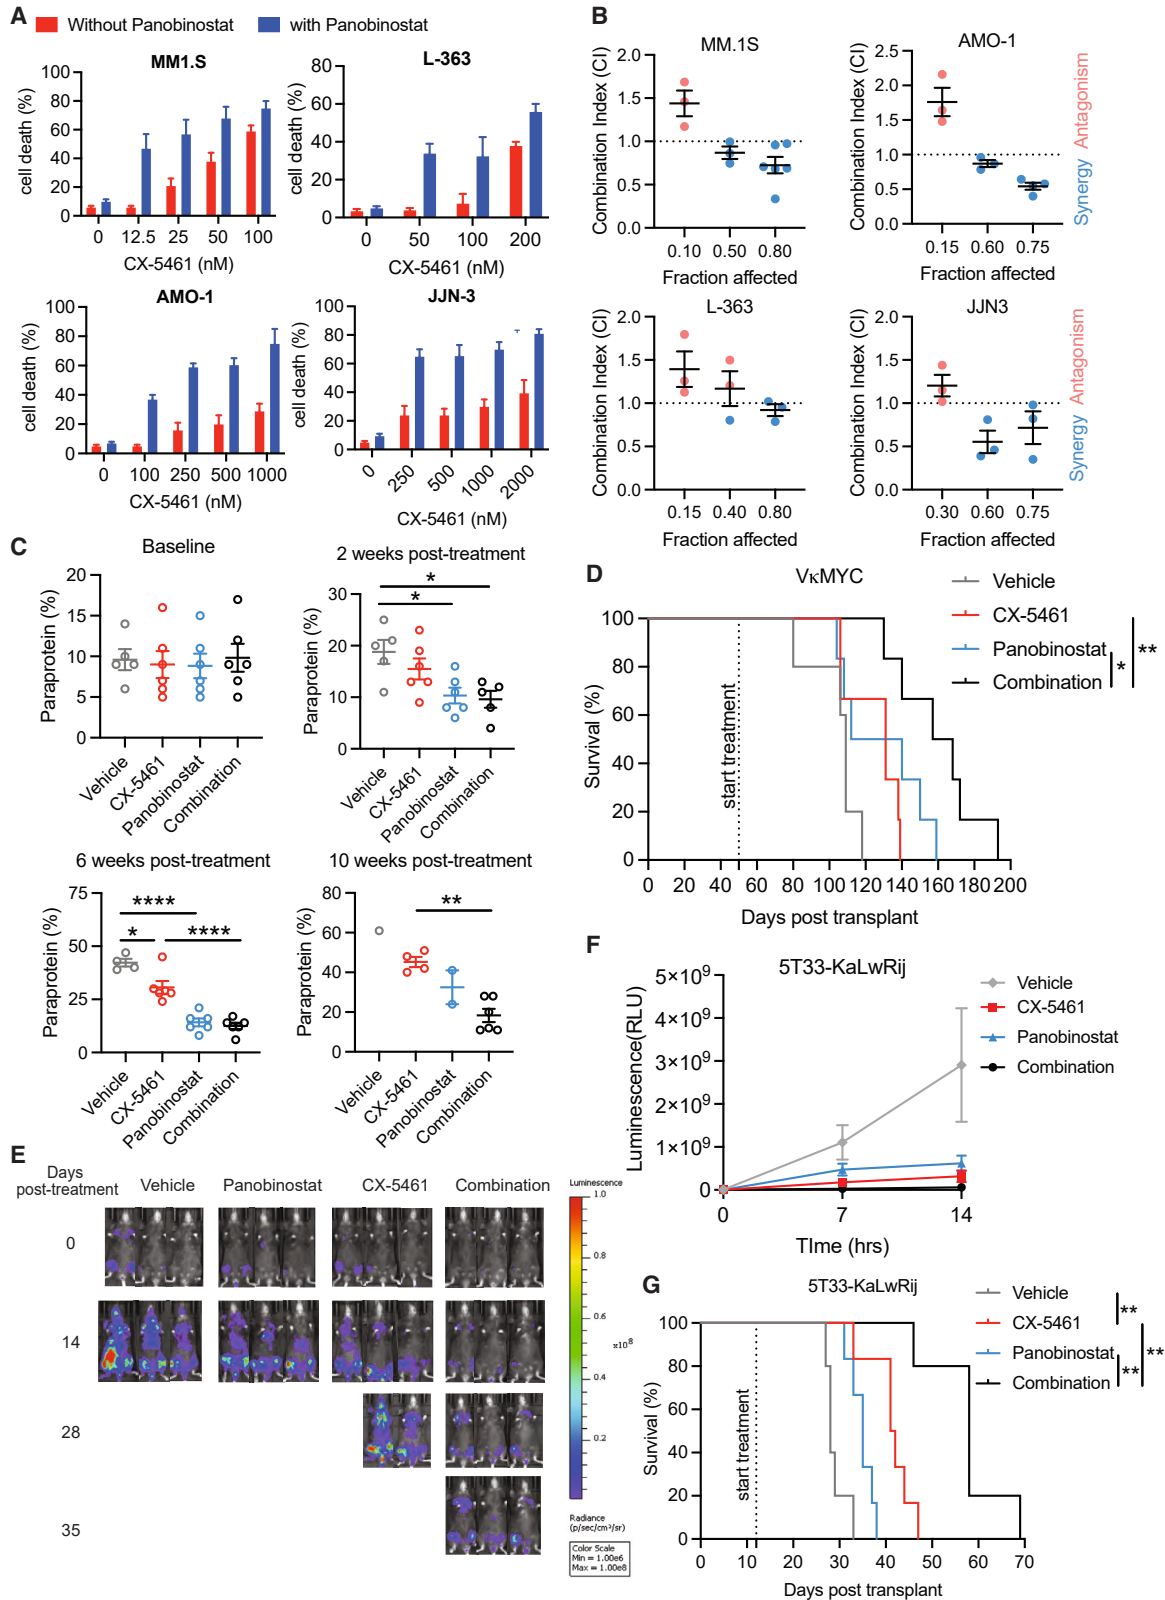 A
Without Panobinostat
with Panobinostat
MM1.S
cell death (%)
100
80
60
40
20
0
0 12.5 25 50 100
CX-5461 (nM)
L-363
cell death (%)
80
60
40
20
0
0 50 100 200
CX-5461 (nM)
AMO-1
cell death (%)
100
80
60
40
20
0
0 100 250 500 1000
CX-5461 (nM)
JJN-3
cell death (%)
100
80
60
40
20
0
0 250 500 1000 2000
CX-5461 (nM)
B
MM.1S
Combination Index (CI)
2.0
1.5
1.0
0.5
0.0
0.10 0.50 0.80
Fraction affected
AMO-1
Combination Index (CI)
2.5
2.0
1.5
1.0
0.5
0.0
0.15 0.60 0.75
Fraction affected
Synergy Antagonism
L-363
Combination Index (CI)
2.0
1.5
1.0
0.5
0.0
0.15 0.40 0.80
Fraction affected
JJN3
Combination Index (CI)
2.0
1.5
1.0
0.5
0.0
0.30 0.60 0.75
Fraction affected
Synergy Antagonism
C
Baseline
Paraprotein (%)
20
15
10
5
0
Vehicle
CX-5461
Panobinostat
Combination
2 weeks post-treatment
Paraprotein (%)
30
20
10
0
*
*
Vehicle
CX-5461
Panobinostat
Combination
6 weeks post-treatment
Paraprotein (%)
75
50
25
0
****
* ****
Vehicle
CX-5461
Panobinostat
Combination
10 weeks post-treatment
Paraprotein (%)
80
60
40
20
0
**
Vehicle
CX-5461
Panobinostat
Combination
D
VκMYC
Survival (%)
100
80
60
40
20
0
start treatment
0 20 40 60 80 100 120 140 160 180 200
Days post transplant
Vehicle
CX-5461
Panobinostat
Combination
*
**
E
Days
post-treatment
Vehicle Panobinostat CX-5461 Combination
0
14
28
35
Luminescence
1.0
0.8
0.6
x10⁸
0.4
0.2
Radiance
(p/sec/cm²/sr)
Color Scale
Min = 1.00e6
Max = 1.00e8
F
5T33-KaLwRij
Luminescence(RLU)
5×10⁹
4×10⁹
3×10⁹
2×10⁹
1×10⁹
0
0 7 14
TIme (hrs)
Vehicle
CX-5461
Panobinostat
Combination
G
5T33-KaLwRij
Survival (%)
100
80
60
40
20
0
start treatment
0 10 20 30 40 50 60 70
Days post transplant
Vehicle
CX-5461
Panobinostat
Combination
**
**
**